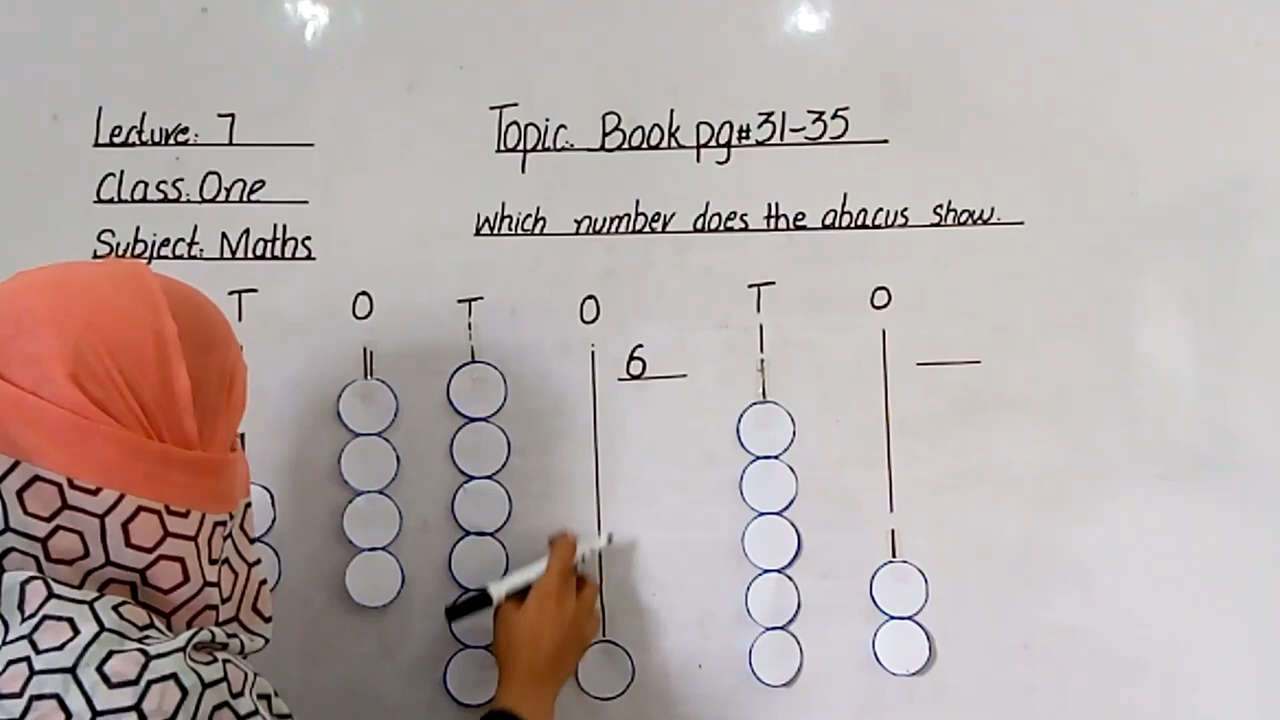 Lecture: 7
Class: One
Subject: Maths
Topic: Book pg#31-35
Which number does the abacus show.
T O T O T O
6